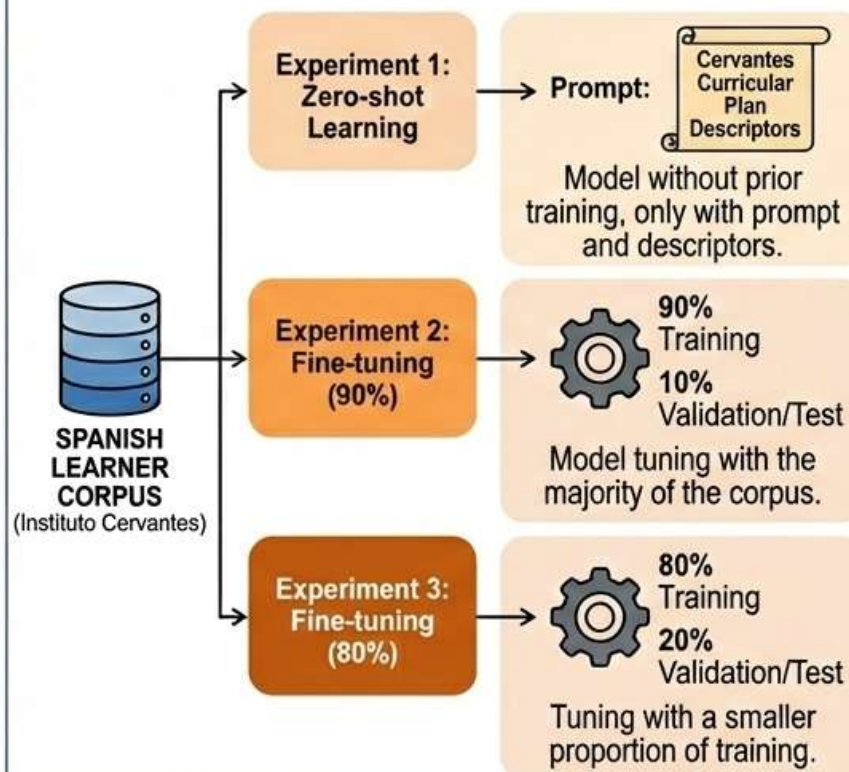 SPANISH
LEARNER
CORPUS
(Instituto Cervantes)
Experiment 1:
Zero-shot
Learning
Prompt:
Cervantes
Curricular
Plan
Descriptors
Model without prior
training, only with prompt
and descriptors.
Experiment 2:
Fine-tuning
(90%)
90%
Training
10%
Validation/Test
Model tuning with the
majority of the corpus.
Experiment 3:
Fine-tuning
(80%)
80%
Training
20%
Validation/Test
Tuning with a smaller
proportion of training.